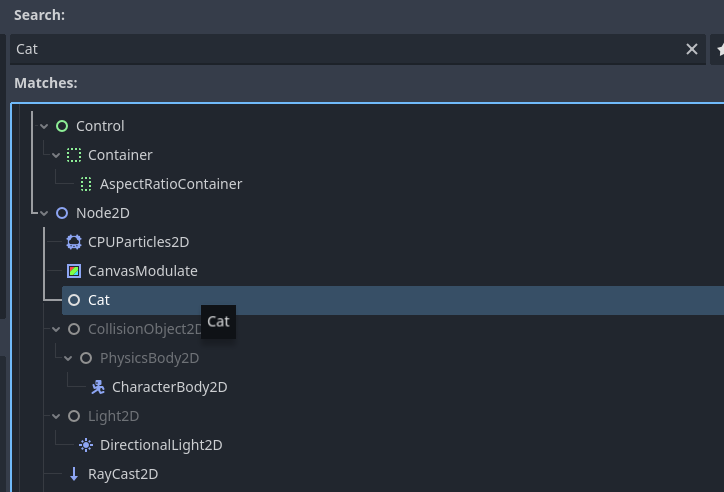 Search:
Cat
Matches:
Control
Container
AspectRatioContainer
Node2D
CPUParticles2D
CanvasModulate
Cat
Cat
CollisionObject2D
PhysicsBody2D
CharacterBody2D
Light2D
DirectionalLight2D
RayCast2D